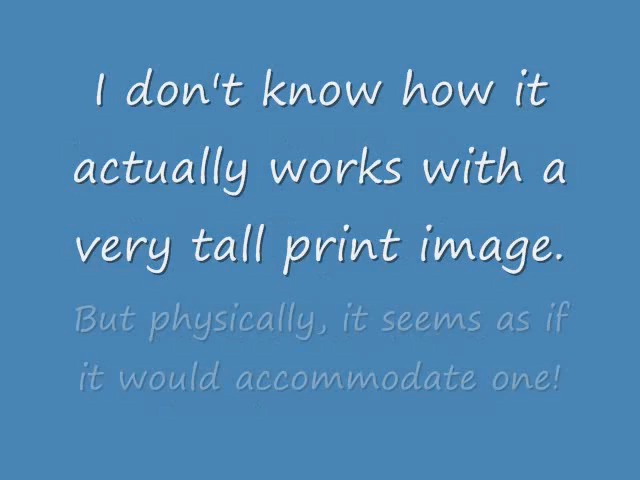 I don't know how it
actually works with a
very tall print image.
But physically, it seems as if
it would accommodate one!